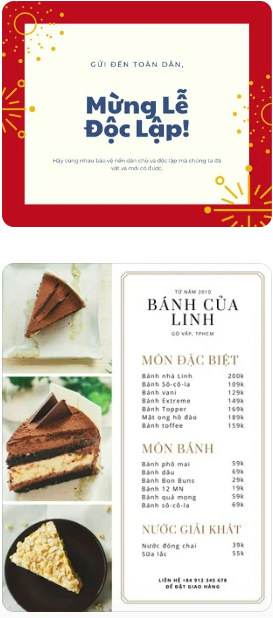 GỬI ĐẾN TOÀN DÂN,
Mừng Lễ
Độc Lập!
Hãy cùng nhau bảo vệ nền dân chủ và độc lập mà chúng ta đã
vất vả mới có được.
TỪ NĂM 2010
BÁNH CỦA
LINH
GÒ VẤP, TPHCM
MÓN ĐẶC BIỆT
Bánh nhà Linh 200k
Bánh Sô-cô-la 109k
Bánh vani 129k
Bánh Extreme 149k
Bánh Topper 169k
Mật ong hồ đào 189k
Bánh toffee 159k
MÓN BÁNH
Bánh phô mai 59k
Bánh dâu 69k
Bánh Bon Buns 29k
Bánh 12 MN 19k
Bánh quả mọng 59k
Bánh sô-cô-la 69k
NƯỚC GIẢI KHÁT
Nước đóng chai 39k
Sữa lắc 55k
LIÊN HỆ +84 912 345 678
ĐỂ ĐẶT GIAO HÀNG